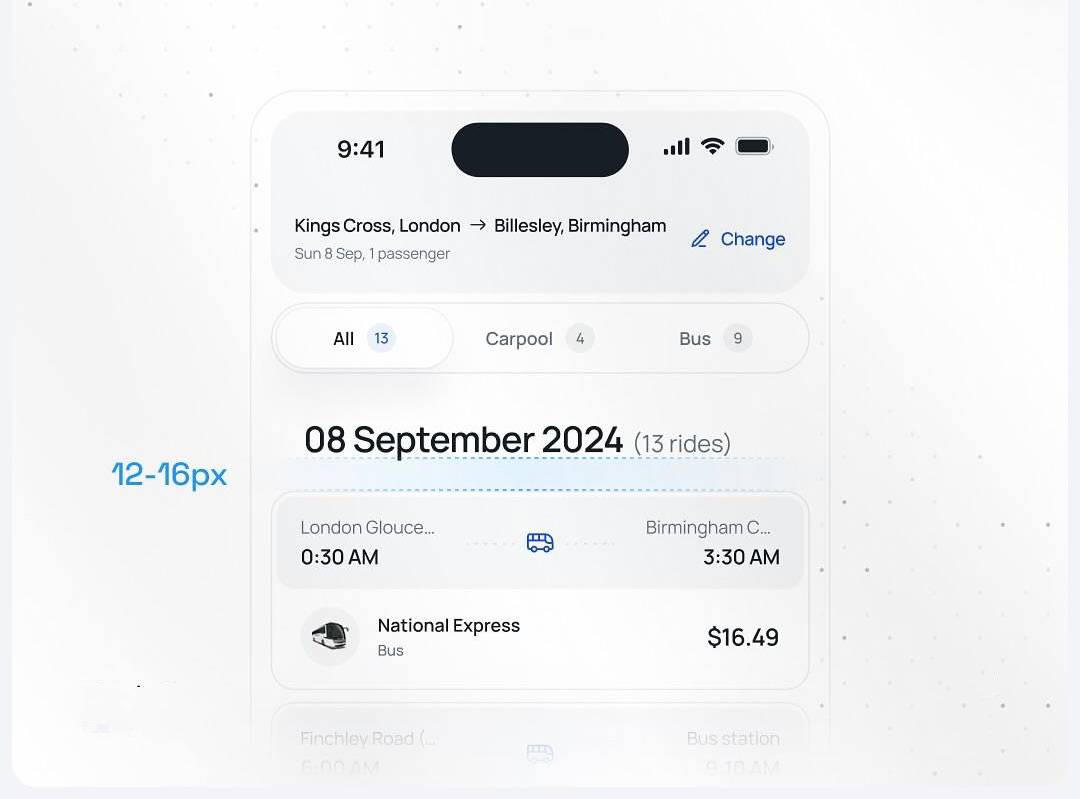 9:41
Kings Cross, London → Billesley, Birmingham
Sun 8 Sep, 1 passenger
Change
All 13 Carpool 4 Bus 9
08 September 2024 (13 rides)
12-16px
London Glouce... Birmingham C...
0:30 AM 3:30 AM
National Express
Bus
$16.49
Finchley Road (... Bus station
6:00 AM 9:10 AM